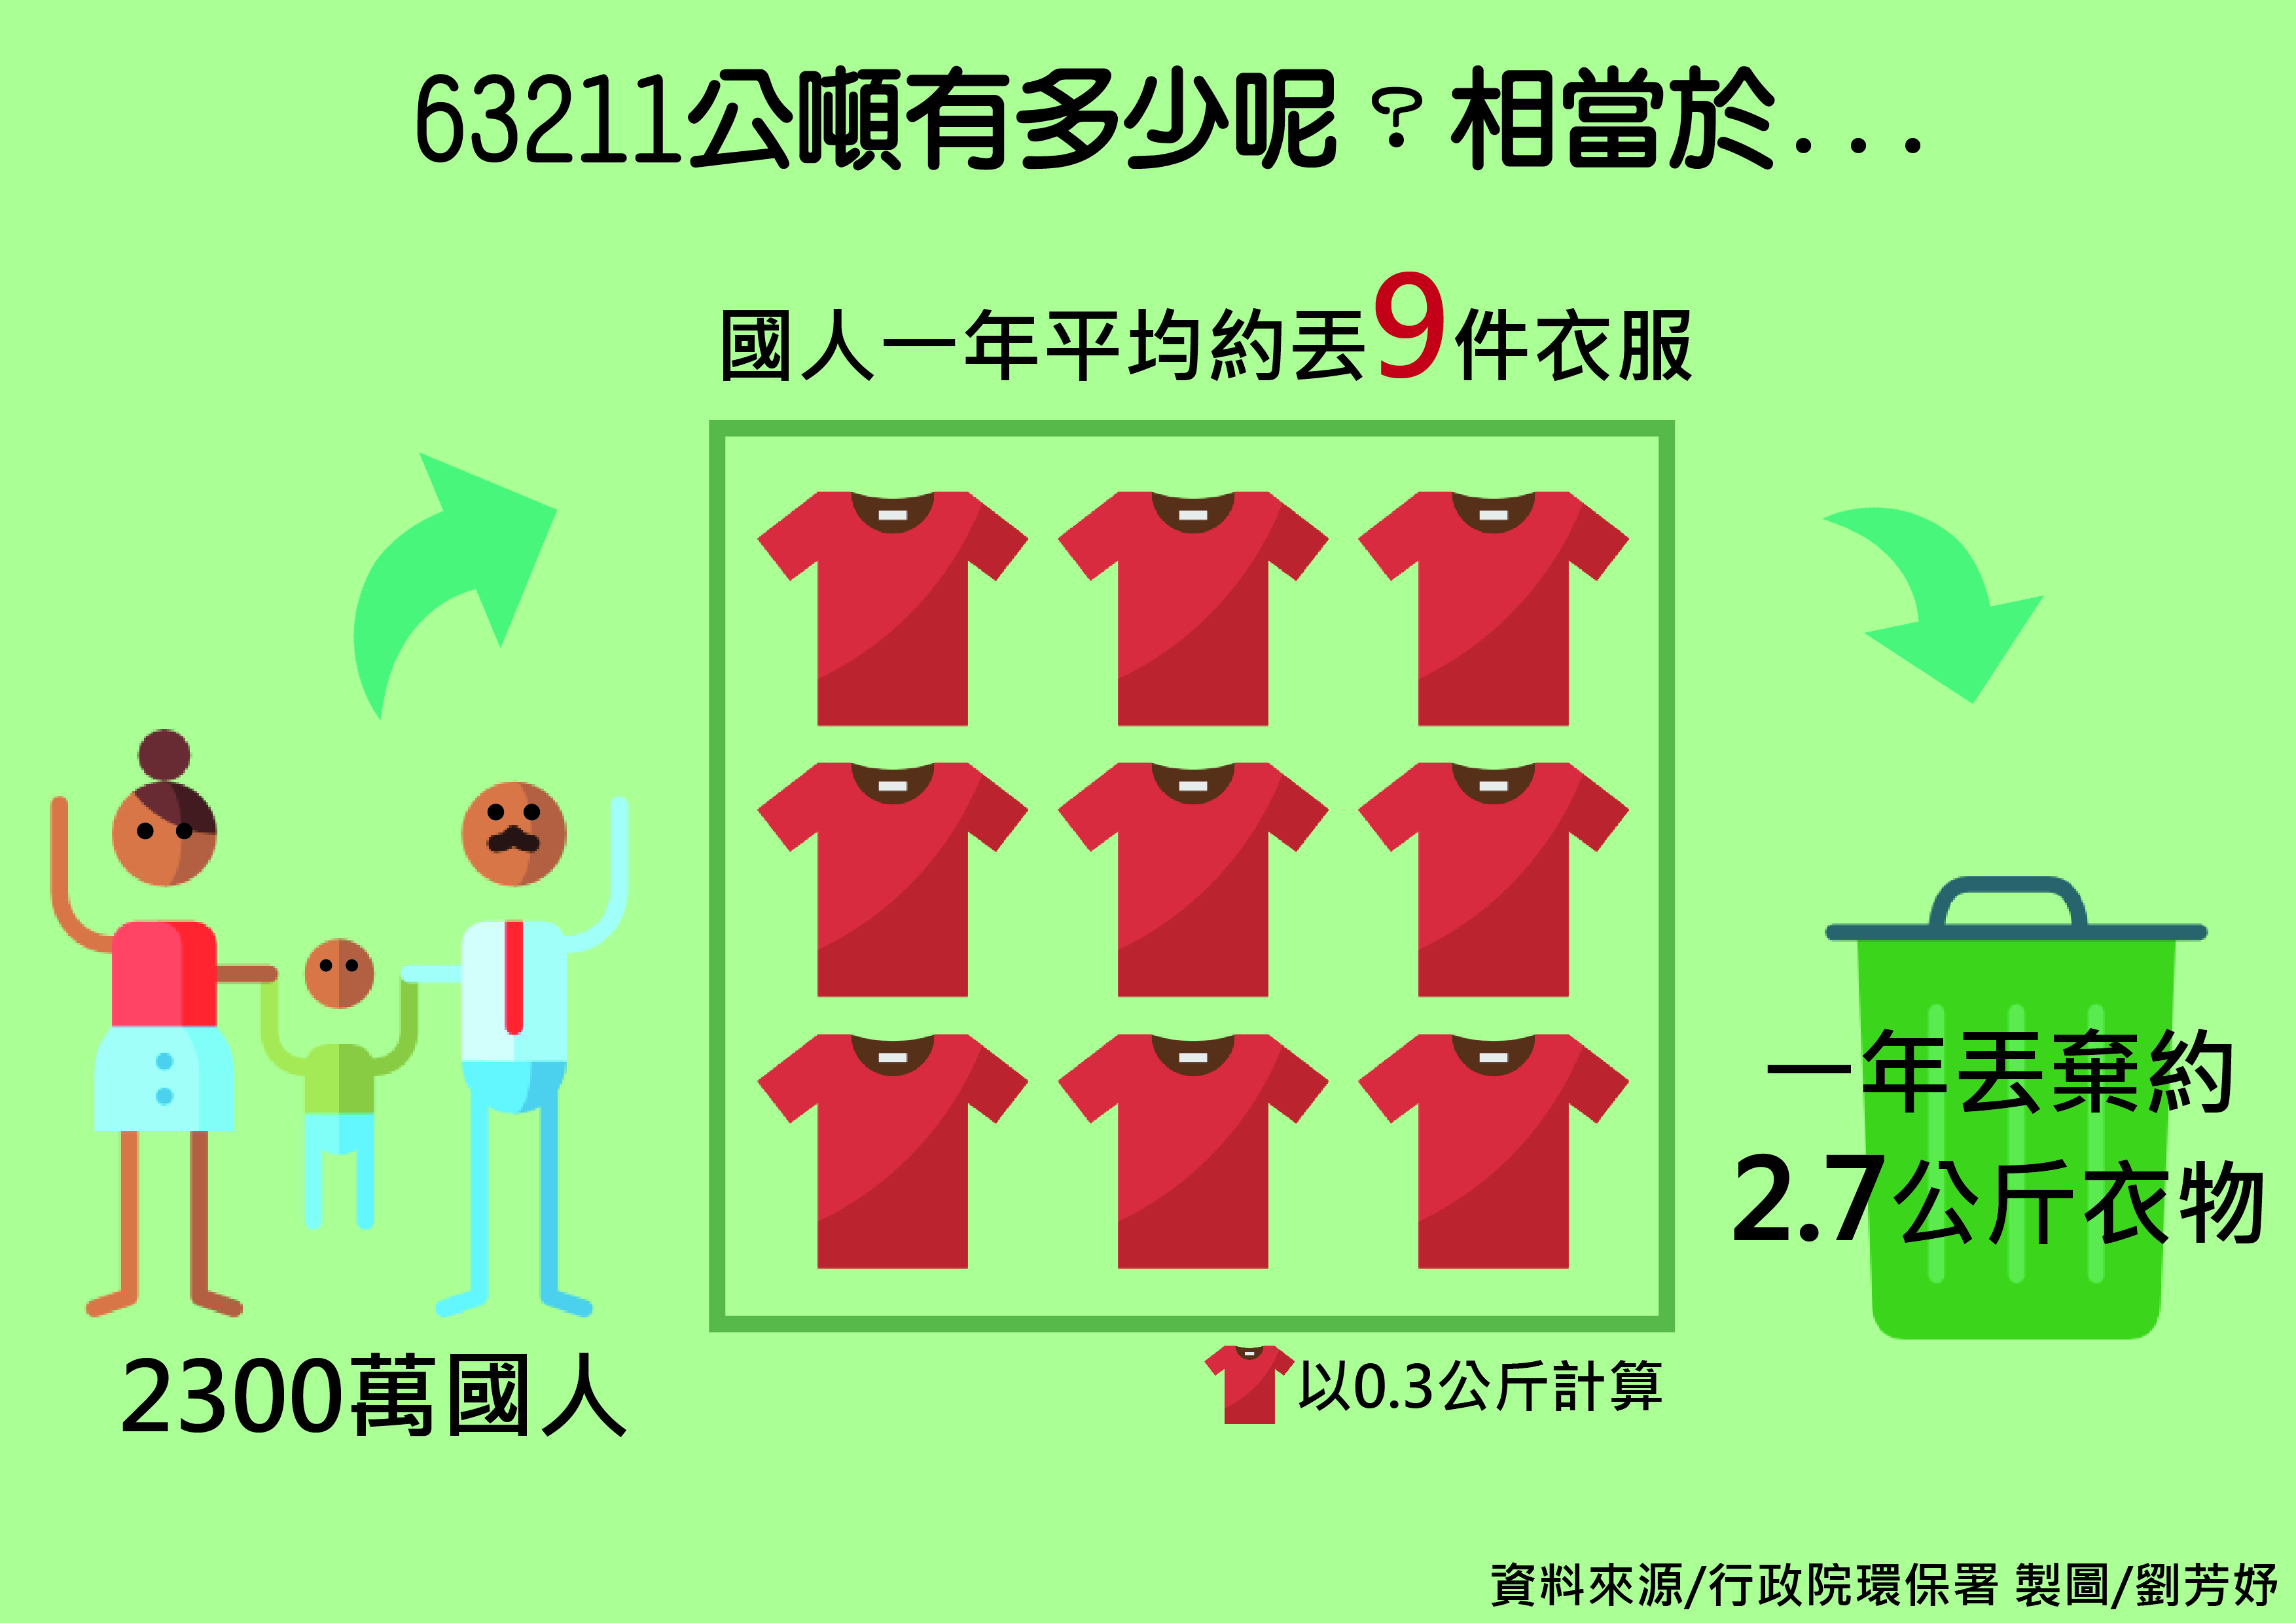 63211公噸有多少呢？相當於...
國人一年平均約丟9件衣服
一年丟棄約
2.7公斤衣物
2300萬國人
以0.3公斤計算
資料來源/行政院環保署 製圖/劉芳妤